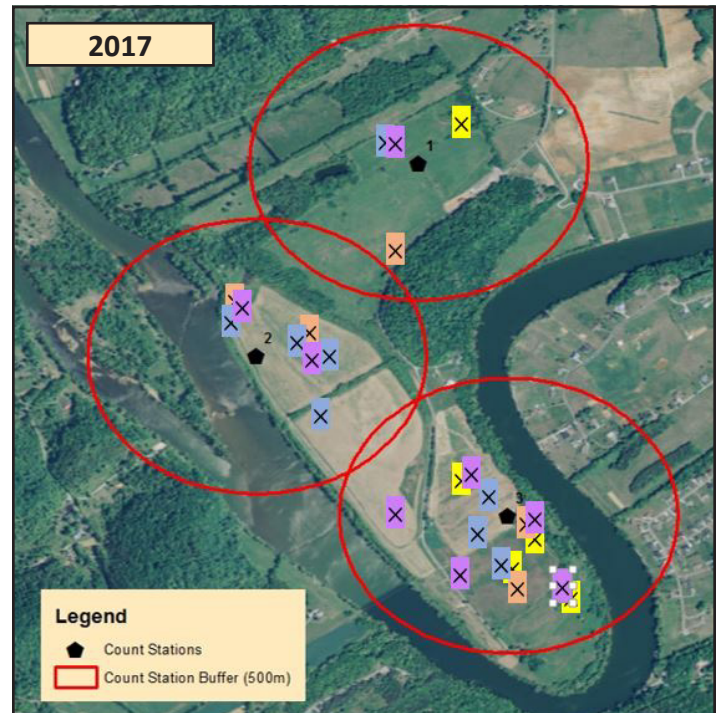 2017
1
2
3
Legend
Count Stations
Count Station Buffer (500m)